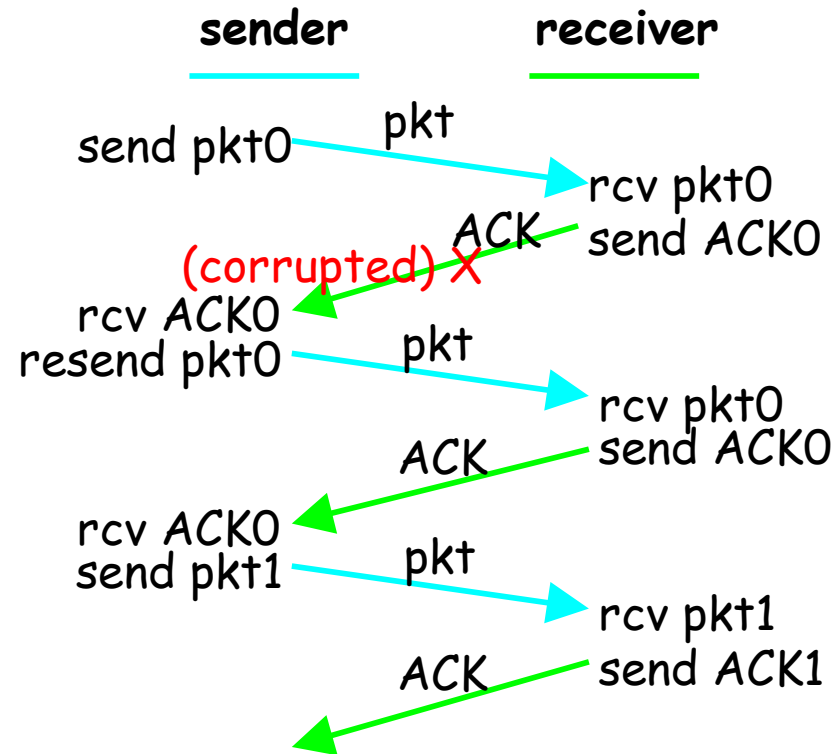 sender receiver
pkt
send pkt0
rcv pkt0
ACK send ACK0
(corrupted) X
rcv ACK0
resend pkt0 pkt
rcv pkt0
ACK send ACK0
rcv ACK0
send pkt1 pkt
rcv pkt1
ACK send ACK1